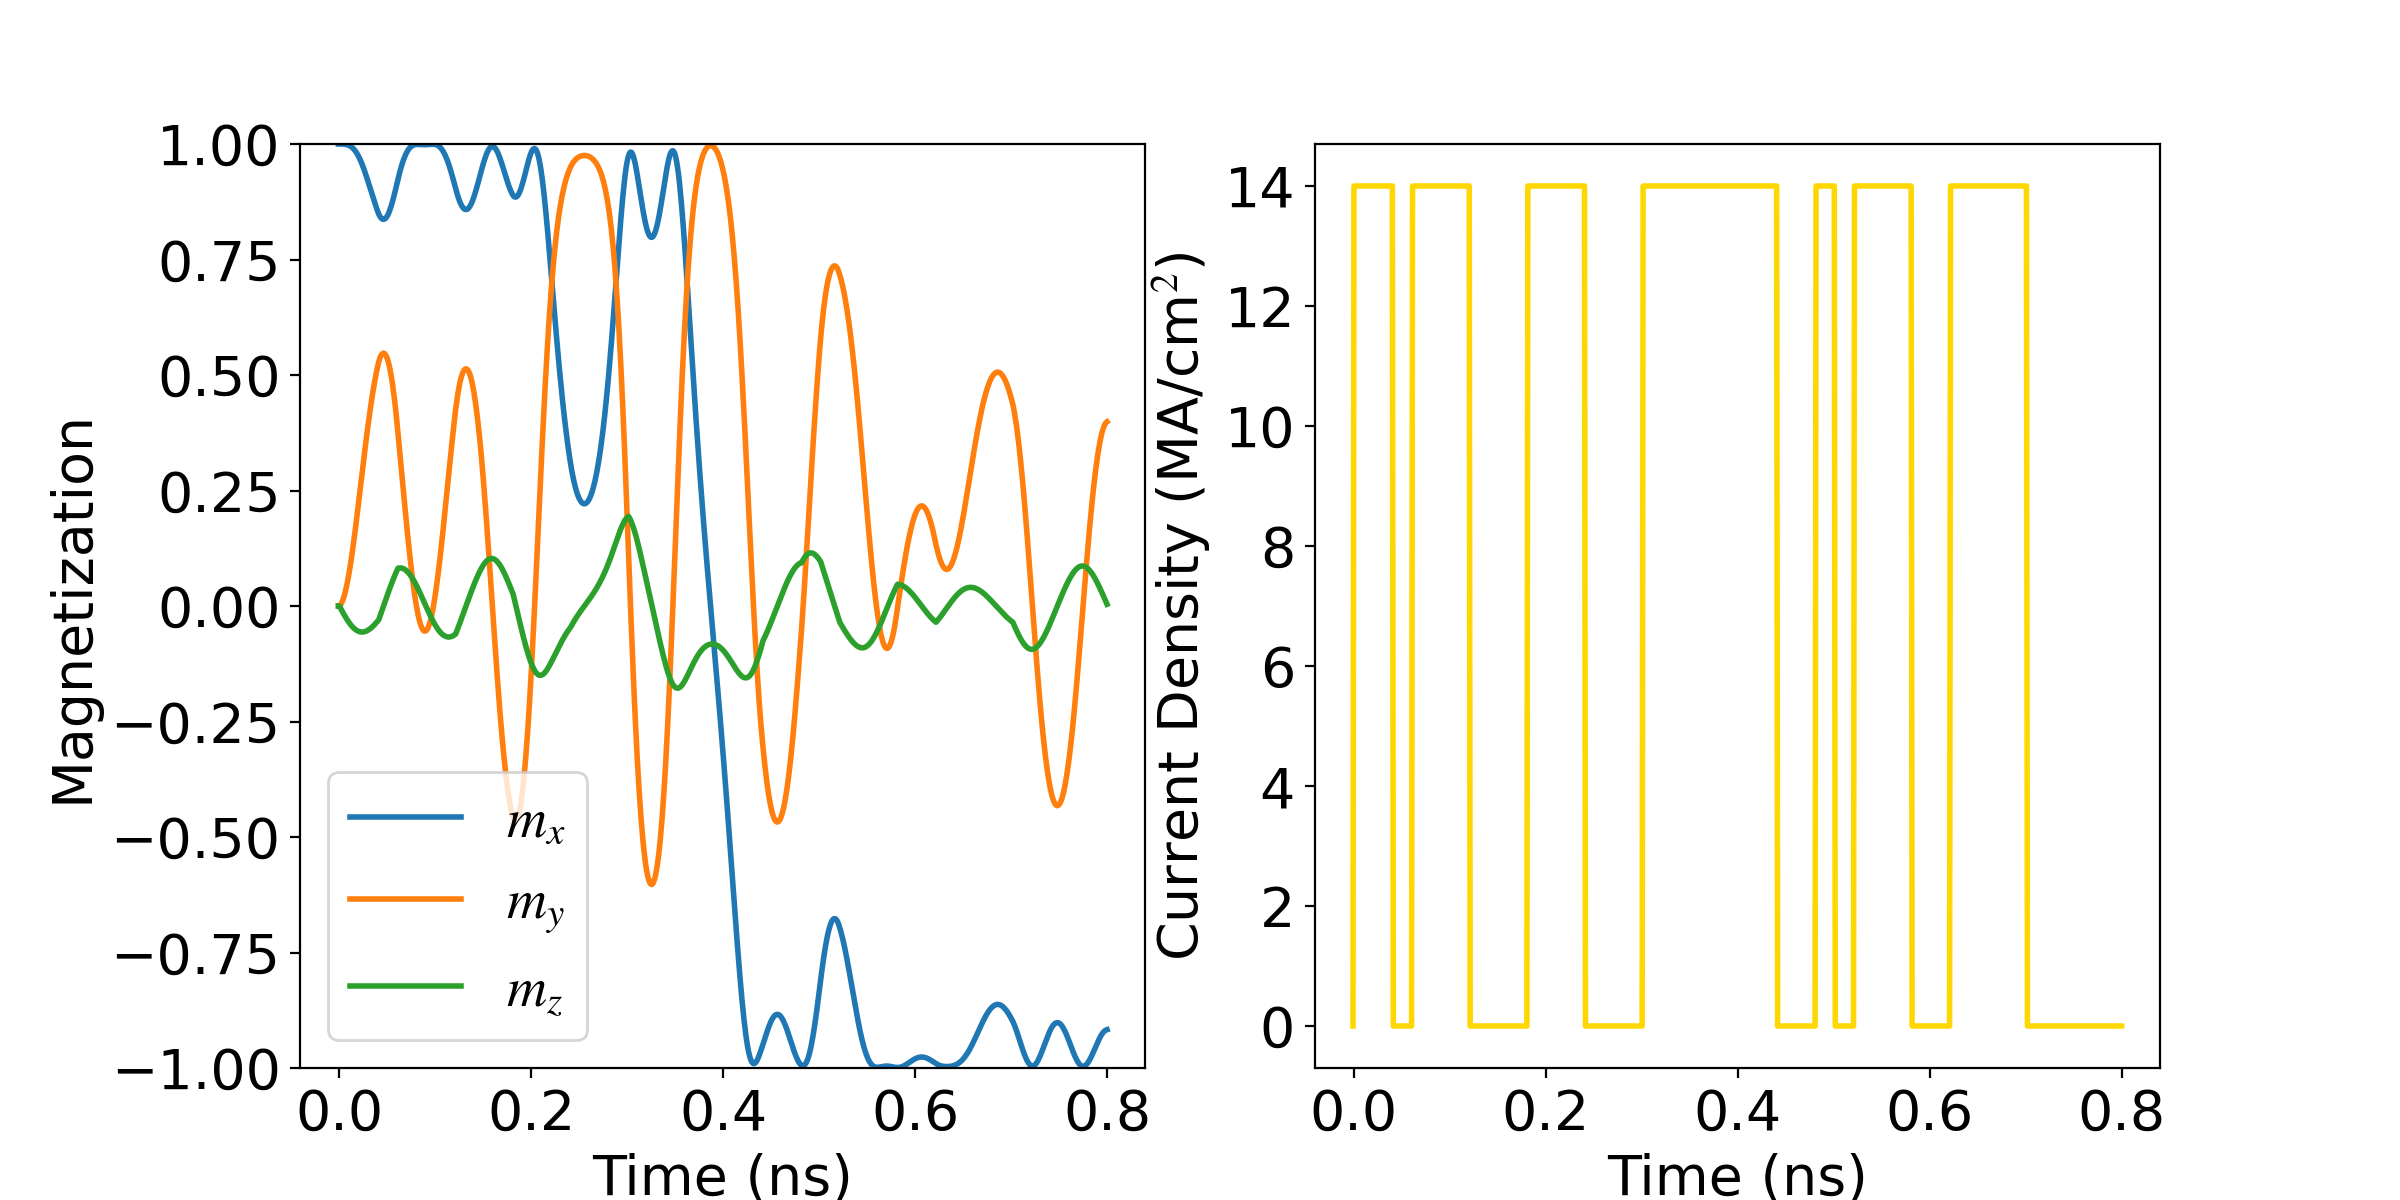 Magnetization
1.00
0.75
0.50
0.25
0.00
−0.25
−0.50
−0.75
−1.00
m_x
m_y
m_z
0.0 0.2 0.4 0.6 0.8
Time (ns)
Current Density (MA/cm²)
14
12
10
8
6
4
2
0
0.0 0.2 0.4 0.6 0.8
Time (ns)